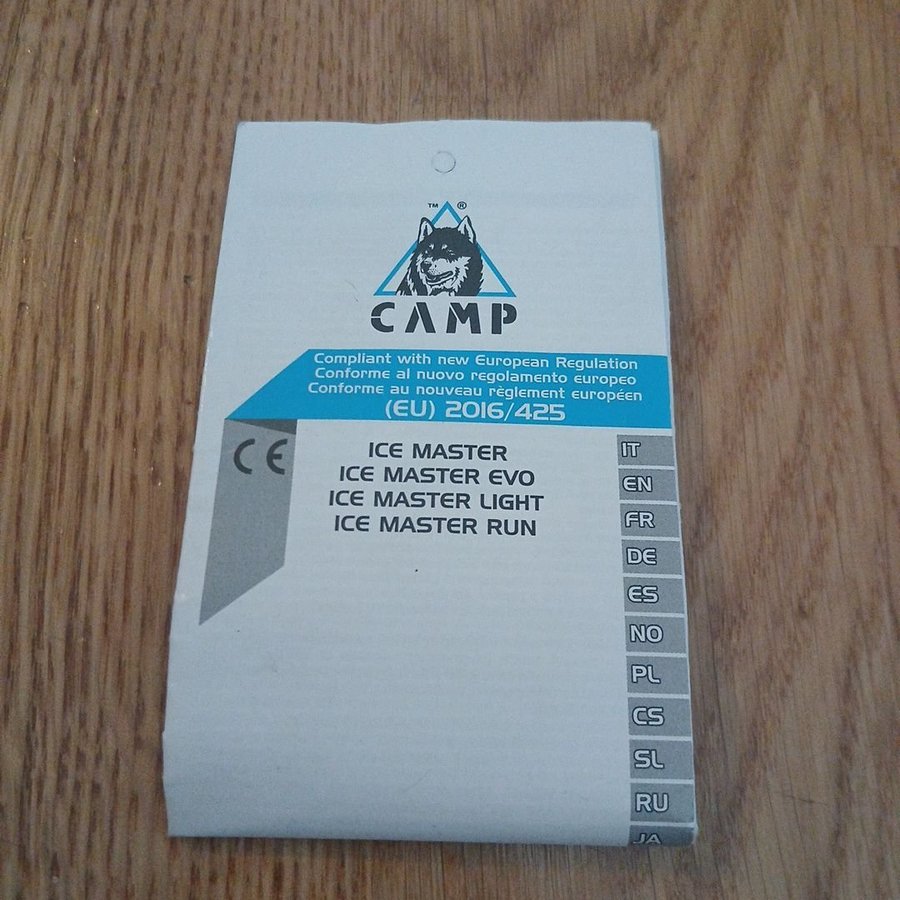 TM ®
CAMP
Compliant with new European Regulation
Conforme al nuovo regolamento europeo
Conforme au nouveau règlement européen
(EU) 2016/425
CE
ICE MASTER
ICE MASTER EVO
ICE MASTER LIGHT
ICE MASTER RUN
IT
EN
FR
DE
ES
NO
PL
CS
SL
RU
JA